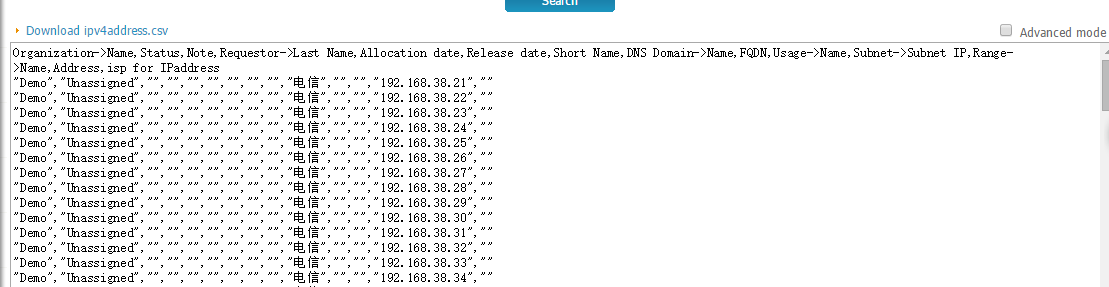 Search
Download ipv4address.csv
Advanced mode
Organization->Name,Status,Note,Requestor->Last Name,Allocation date,Release date,Short Name,DNS Domain->Name,FQDN,Usage->Name,Subnet->Subnet IP,Range-
>Name,Address,isp for IPaddress
"Demo","Unassigned","","","","","","","","电信","","","192.168.38.21",""
"Demo","Unassigned","","","","","","","","电信","","","192.168.38.22",""
"Demo","Unassigned","","","","","","","","电信","","","192.168.38.23",""
"Demo","Unassigned","","","","","","","","电信","","","192.168.38.24",""
"Demo","Unassigned","","","","","","","","电信","","","192.168.38.25",""
"Demo","Unassigned","","","","","","","","电信","","","192.168.38.26",""
"Demo","Unassigned","","","","","","","","电信","","","192.168.38.27",""
"Demo","Unassigned","","","","","","","","电信","","","192.168.38.28",""
"Demo","Unassigned","","","","","","","","电信","","","192.168.38.29",""
"Demo","Unassigned","","","","","","","","电信","","","192.168.38.30",""
"Demo","Unassigned","","","","","","","","电信","","","192.168.38.31",""
"Demo","Unassigned","","","","","","","","电信","","","192.168.38.32",""
"Demo","Unassigned","","","","","","","","电信","","","192.168.38.33",""
"Demo","Unassigned","","","","","","","","电信","","","192.168.38.34",""